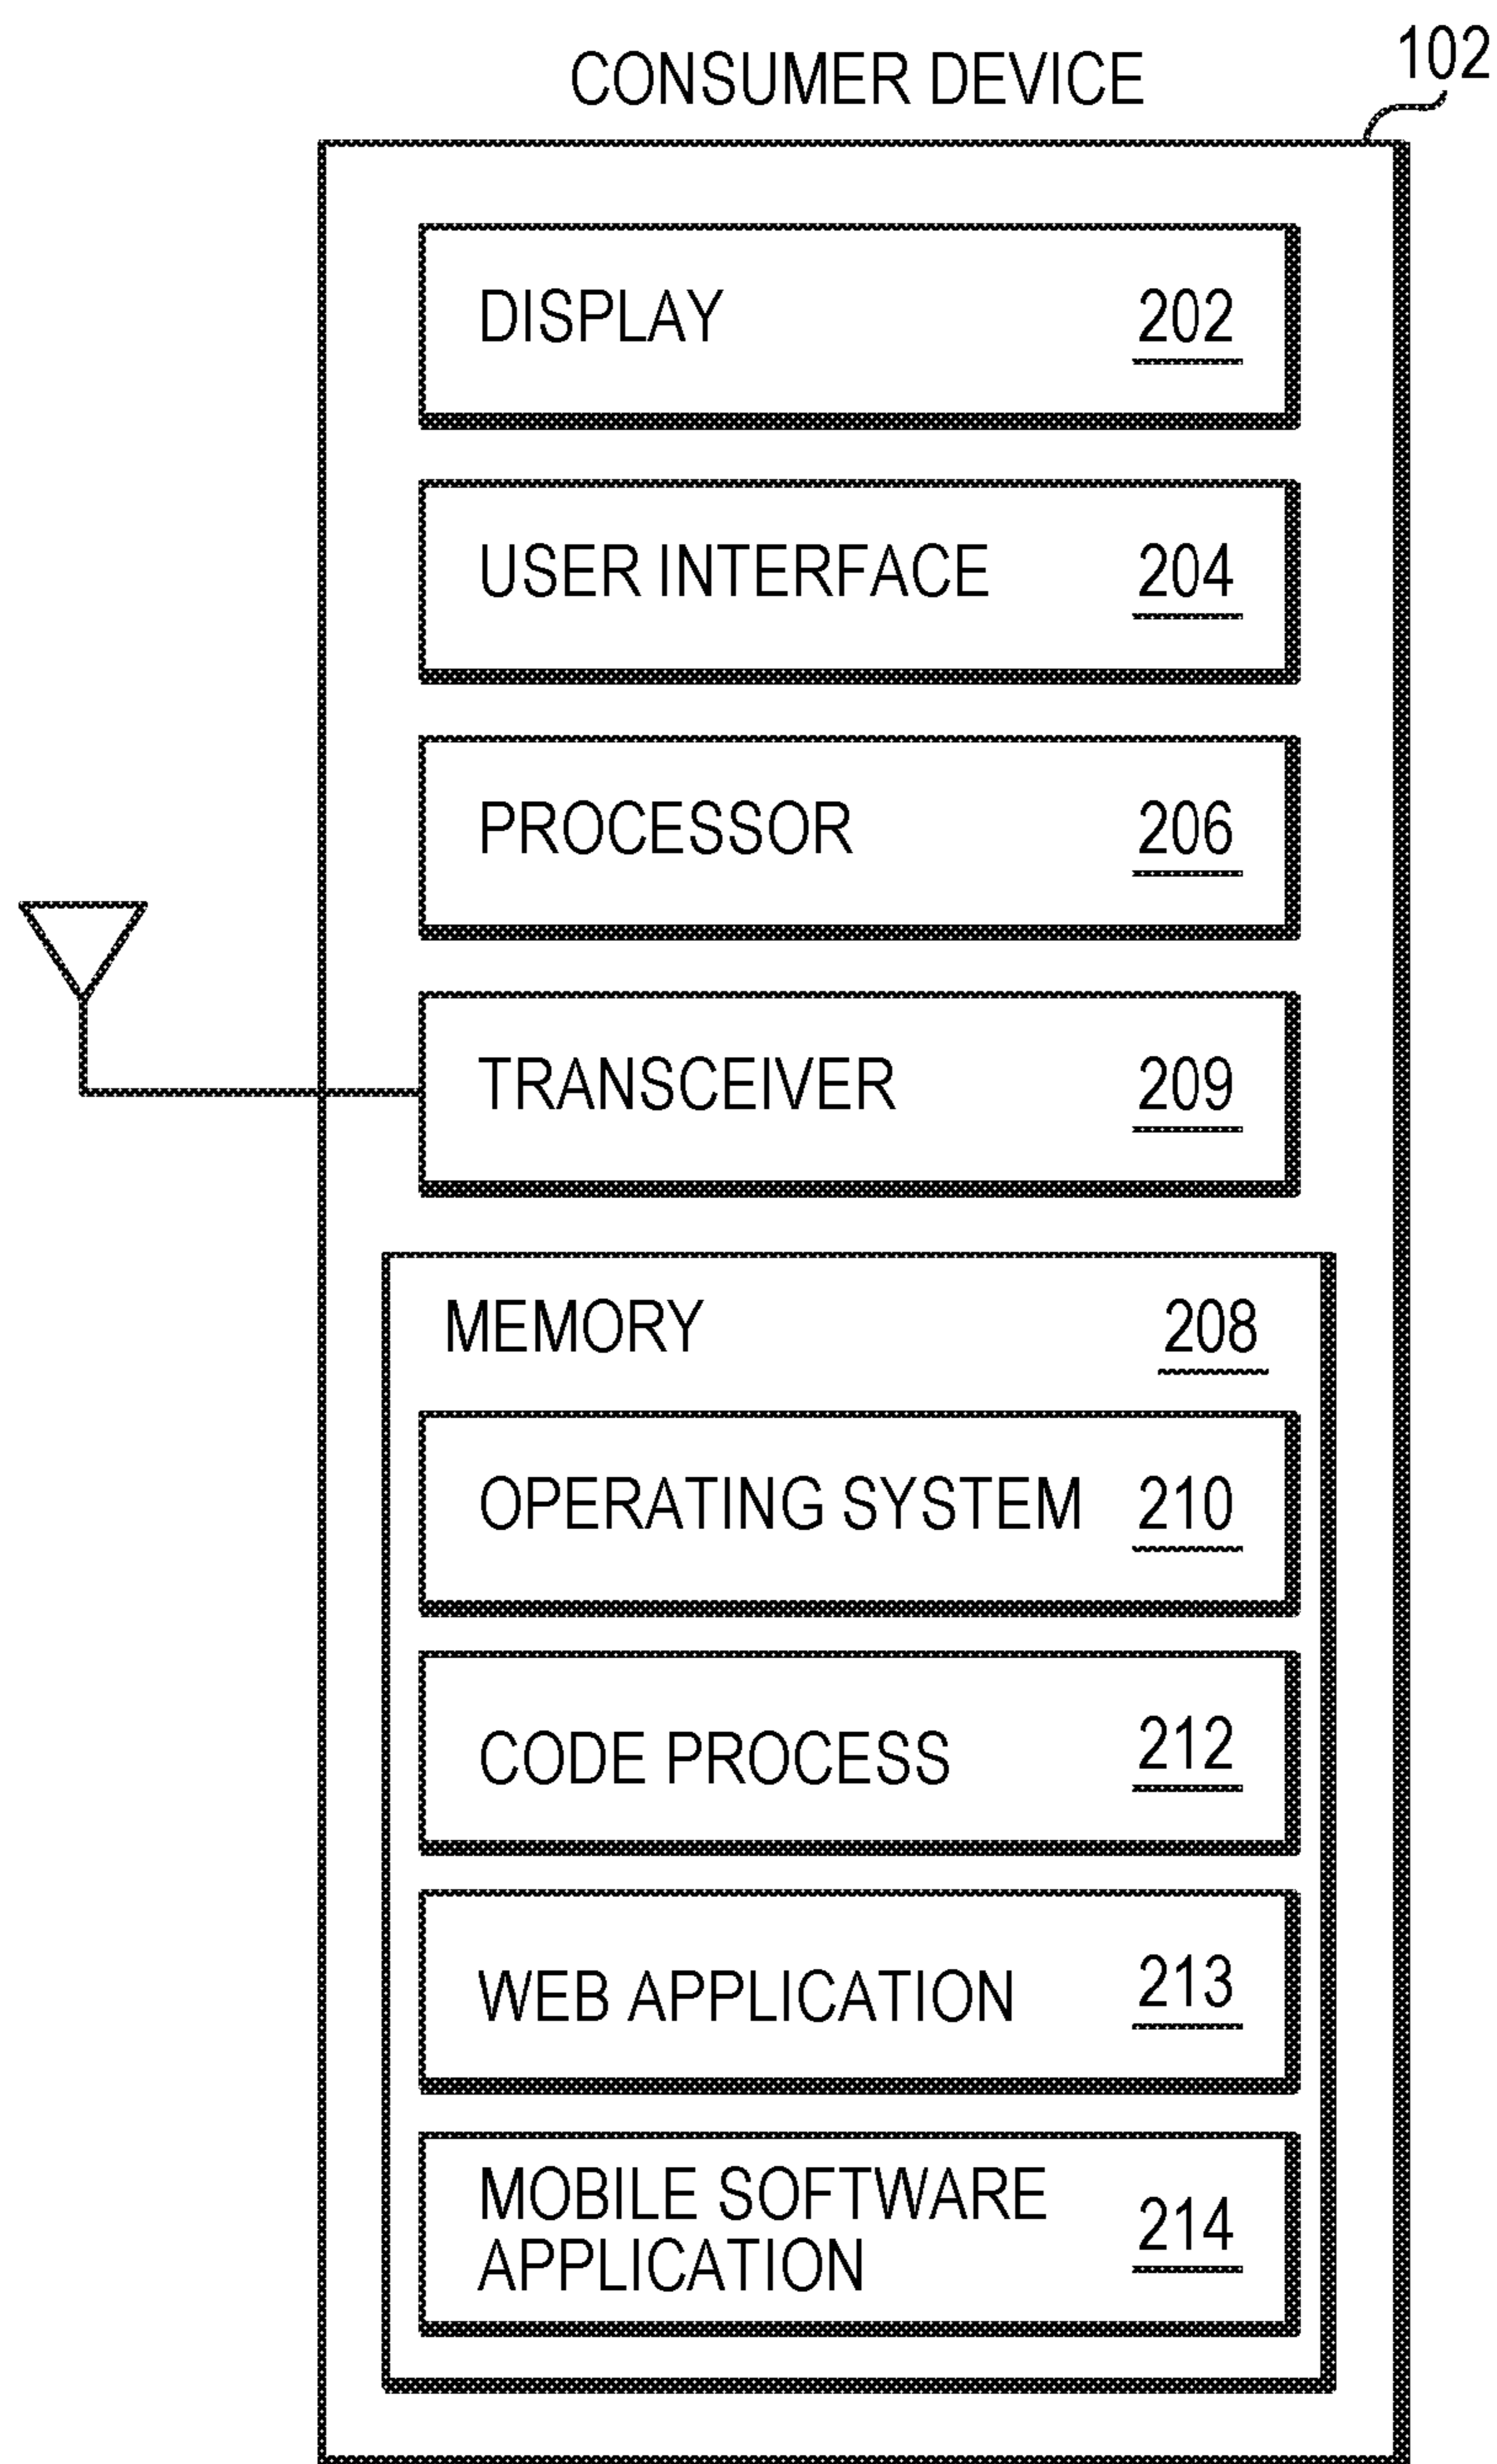 102
CONSUMER DEVICE
DISPLAY 202
USER INTERFACE 204
PROCESSOR 206
TRANSCEIVER 209
MEMORY 208
OPERATING SYSTEM 210
CODE PROCESS 212
WEB APPLICATION 213
MOBILE SOFTWARE
APPLICATION 214